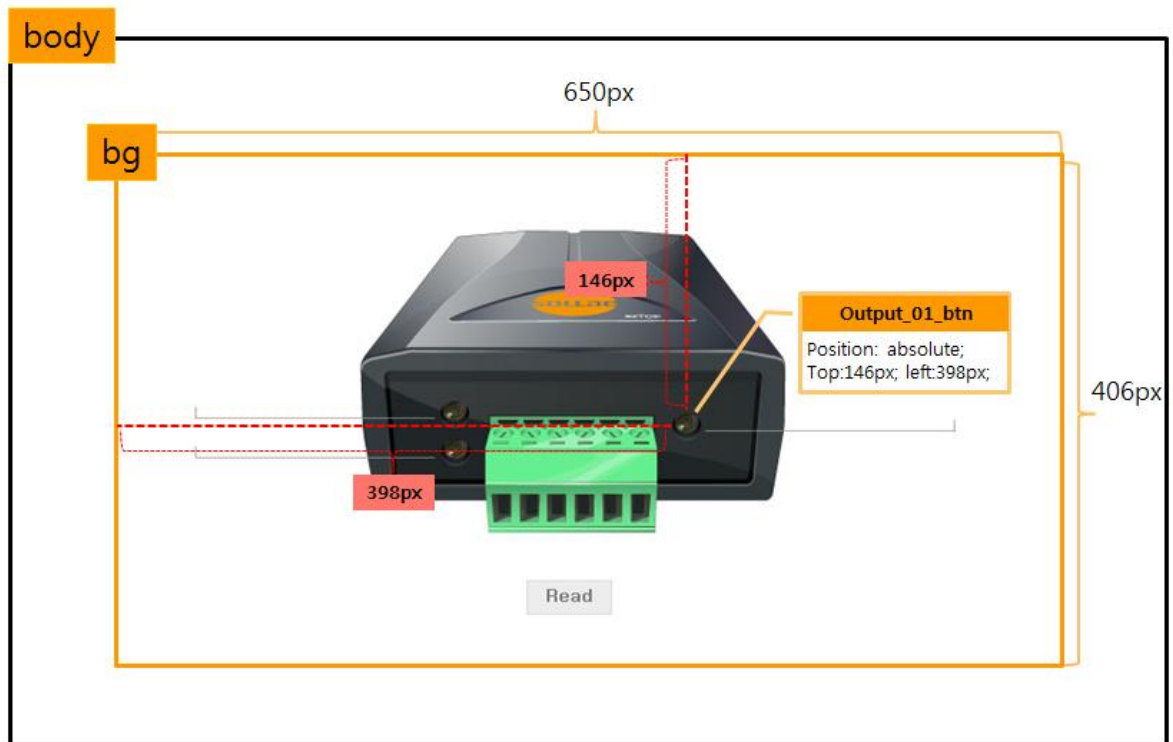 body
650px
bg
146px
Output_01_btn
Position: absolute;
Top:146px; left:398px;
406px
398px
Read